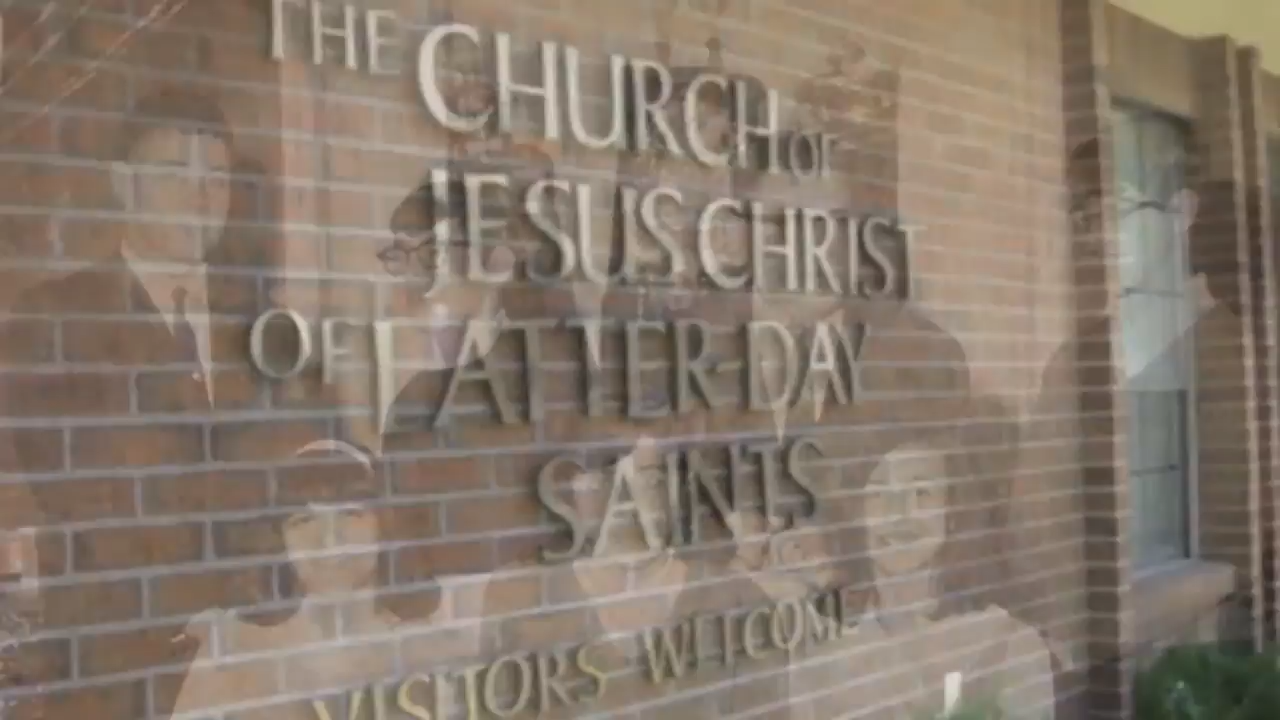 THE CHURCH OF
JESUS CHRIST
OF LATTER-DAY
SAINTS
VISITORS WELCOME